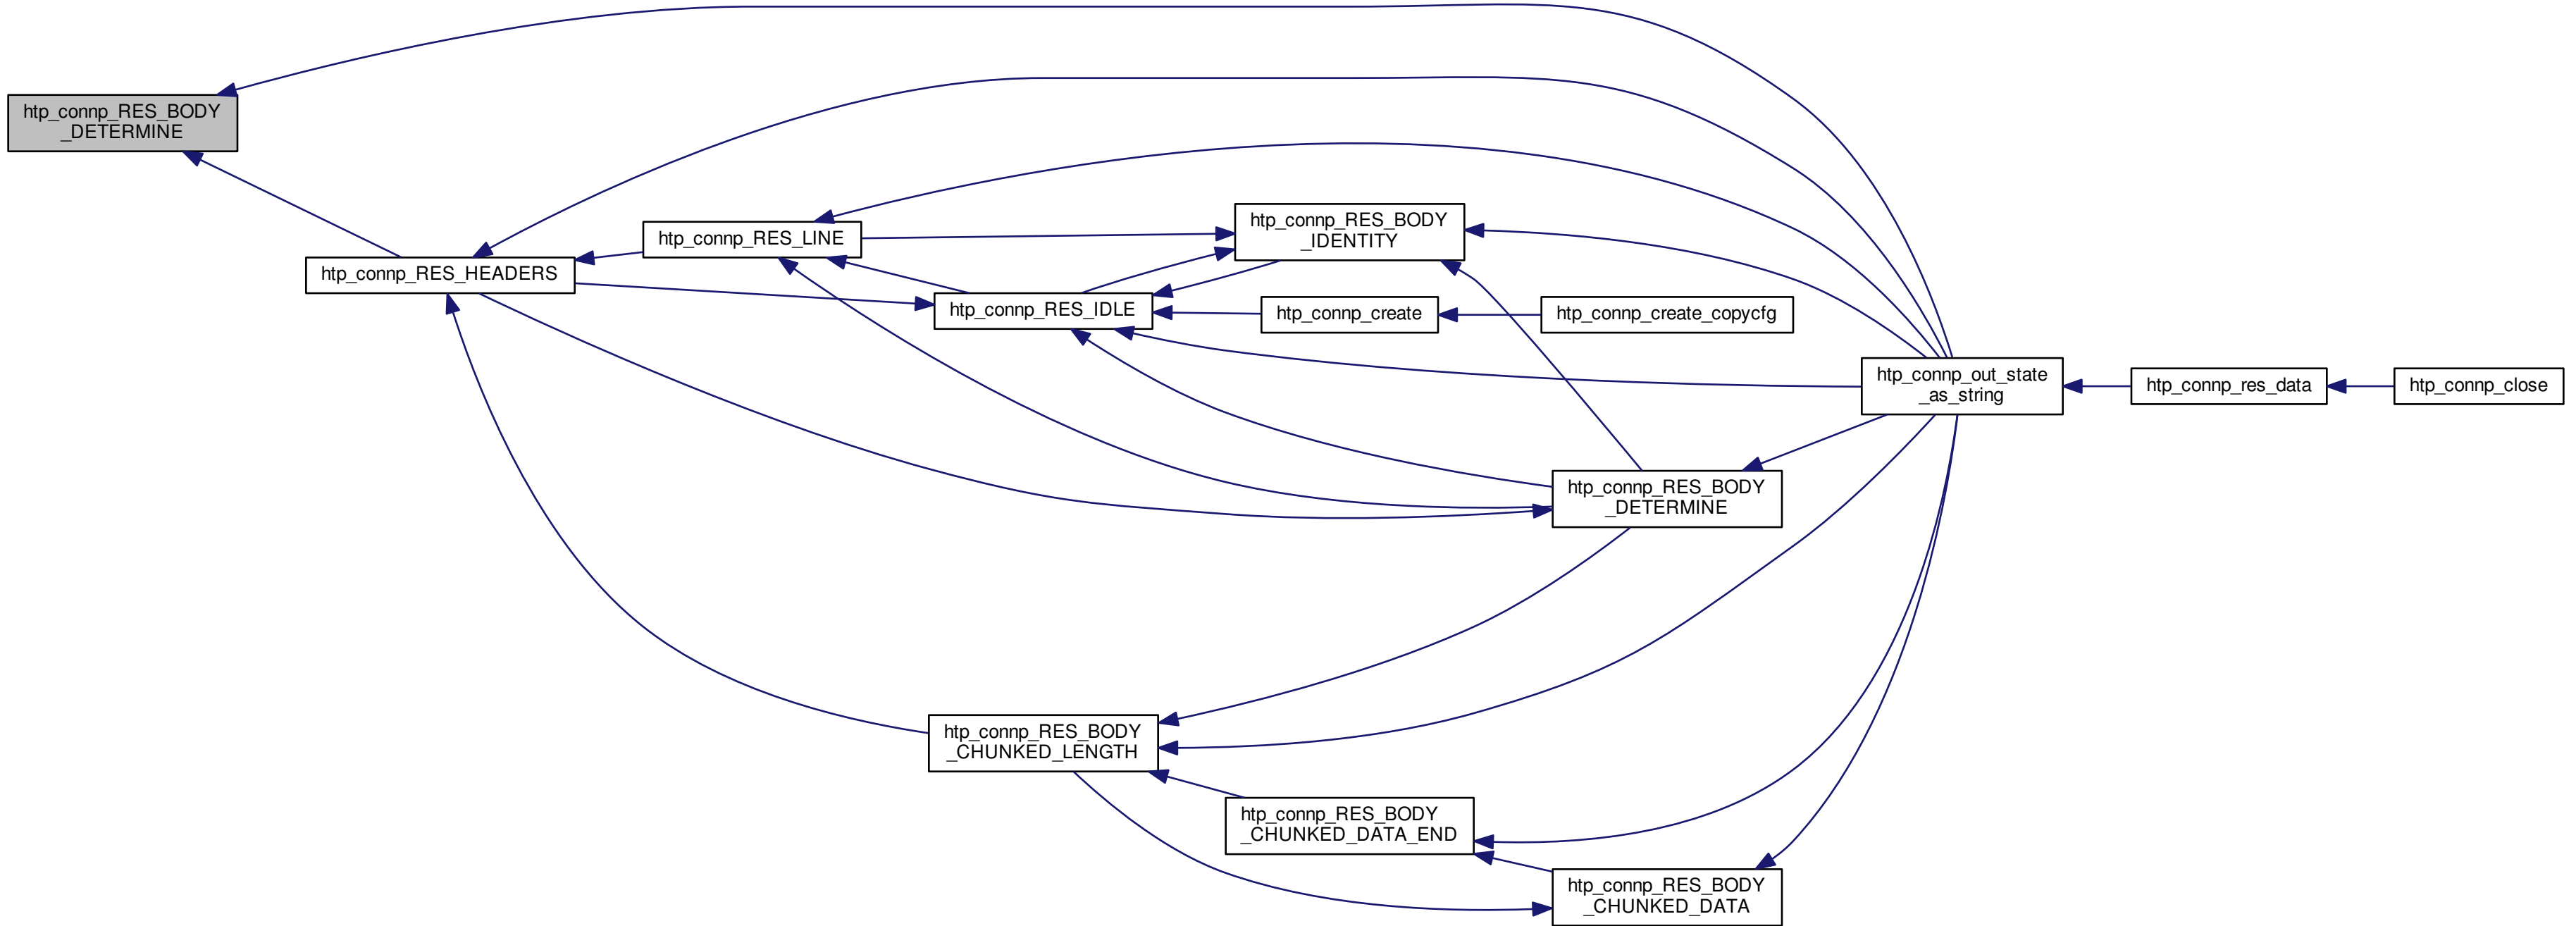 htp_connp_RES_BODY
_DETERMINE
htp_connp_RES_HEADERS
htp_connp_RES_LINE
htp_connp_RES_IDLE
htp_connp_RES_BODY
_IDENTITY
htp_connp_create
htp_connp_create_copycfg
htp_connp_out_state
_as_string
htp_connp_res_data
htp_connp_close
htp_connp_RES_BODY
_DETERMINE
htp_connp_RES_BODY
_CHUNKED_LENGTH
htp_connp_RES_BODY
_CHUNKED_DATA_END
htp_connp_RES_BODY
_CHUNKED_DATA